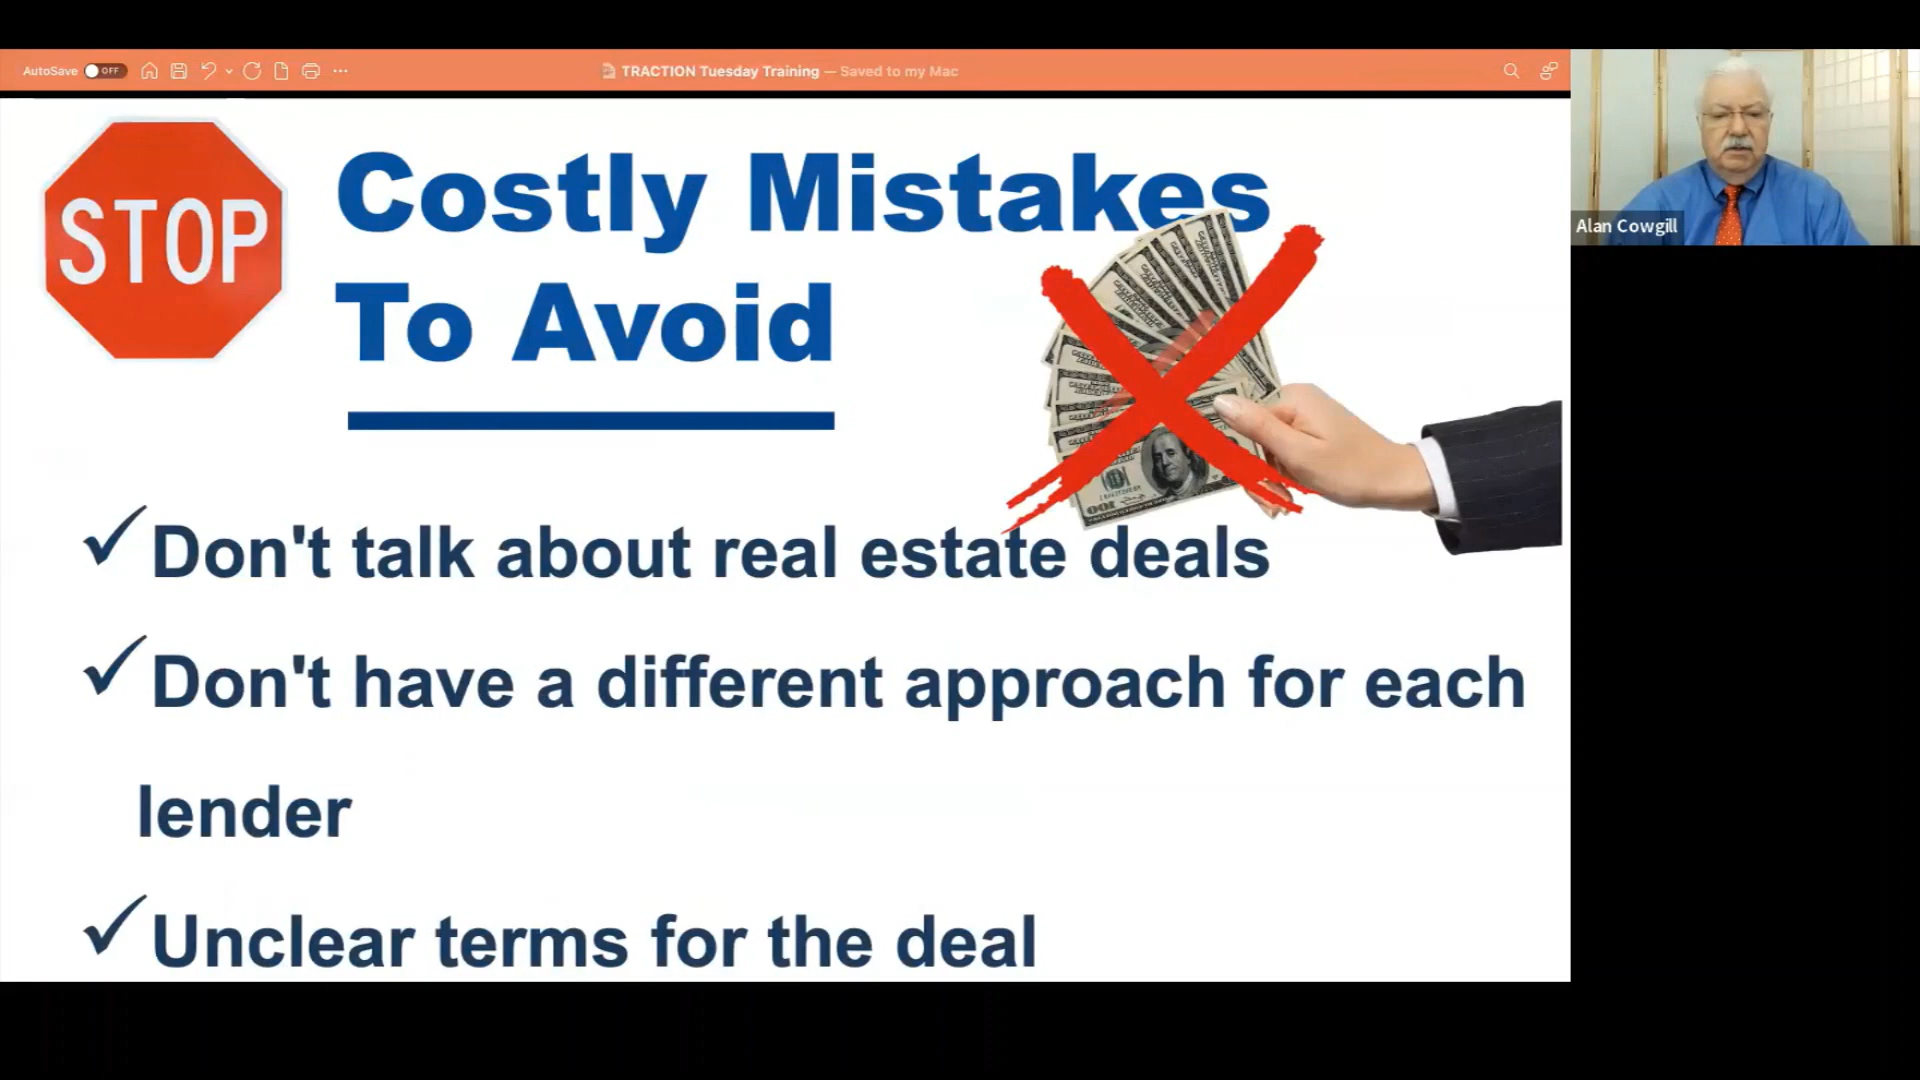 AutoSave OFF
TRACTION Tuesday Training — Saved to my Mac
STOP
Costly Mistakes
To Avoid
Alan Cowgill
Don't talk about real estate deals
Don't have a different approach for each
lender
Unclear terms for the deal